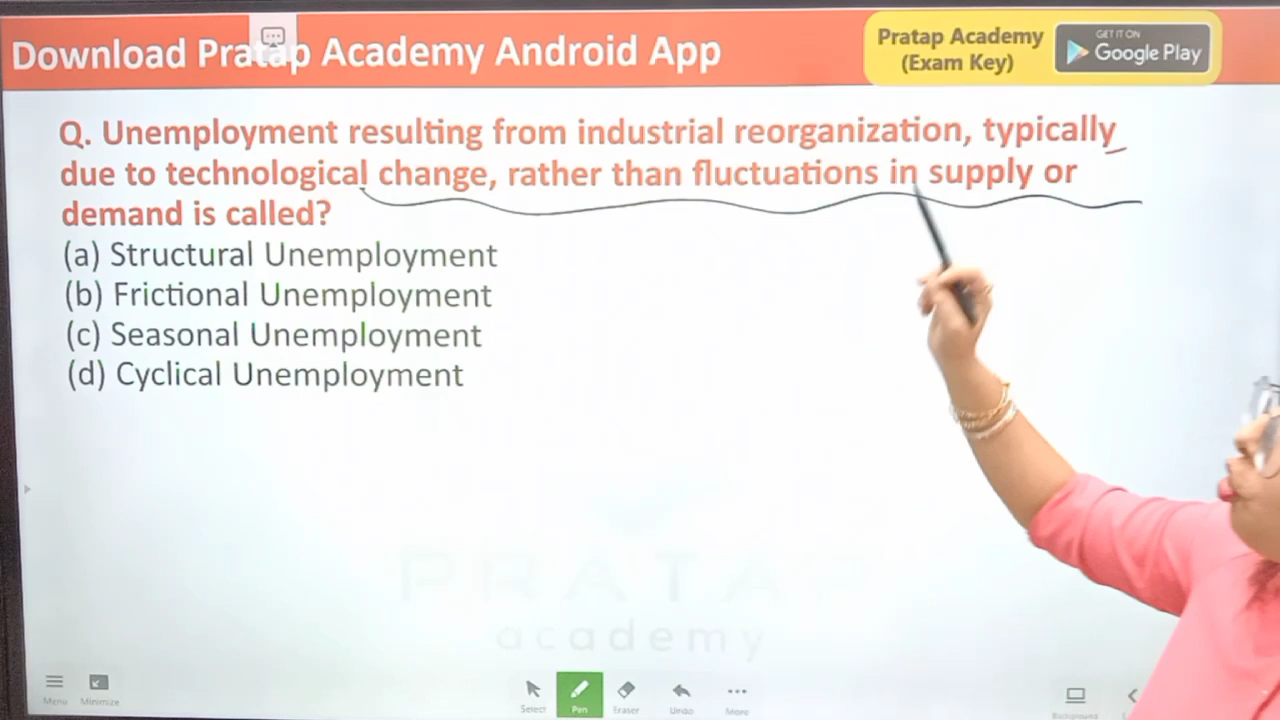 Download Pratap Academy Android App
Pratap Academy
(Exam Key)
GET IT ON
Google Play
Q. Unemployment resulting from industrial reorganization, typically
due to technological change, rather than fluctuations in supply or
demand is called?
(a) Structural Unemployment
(b) Frictional Unemployment
(c) Seasonal Unemployment
(d) Cyclical Unemployment
PRATAP
academy
Menu
Minimize
Select
Pen
Eraser
Undo
More
Background